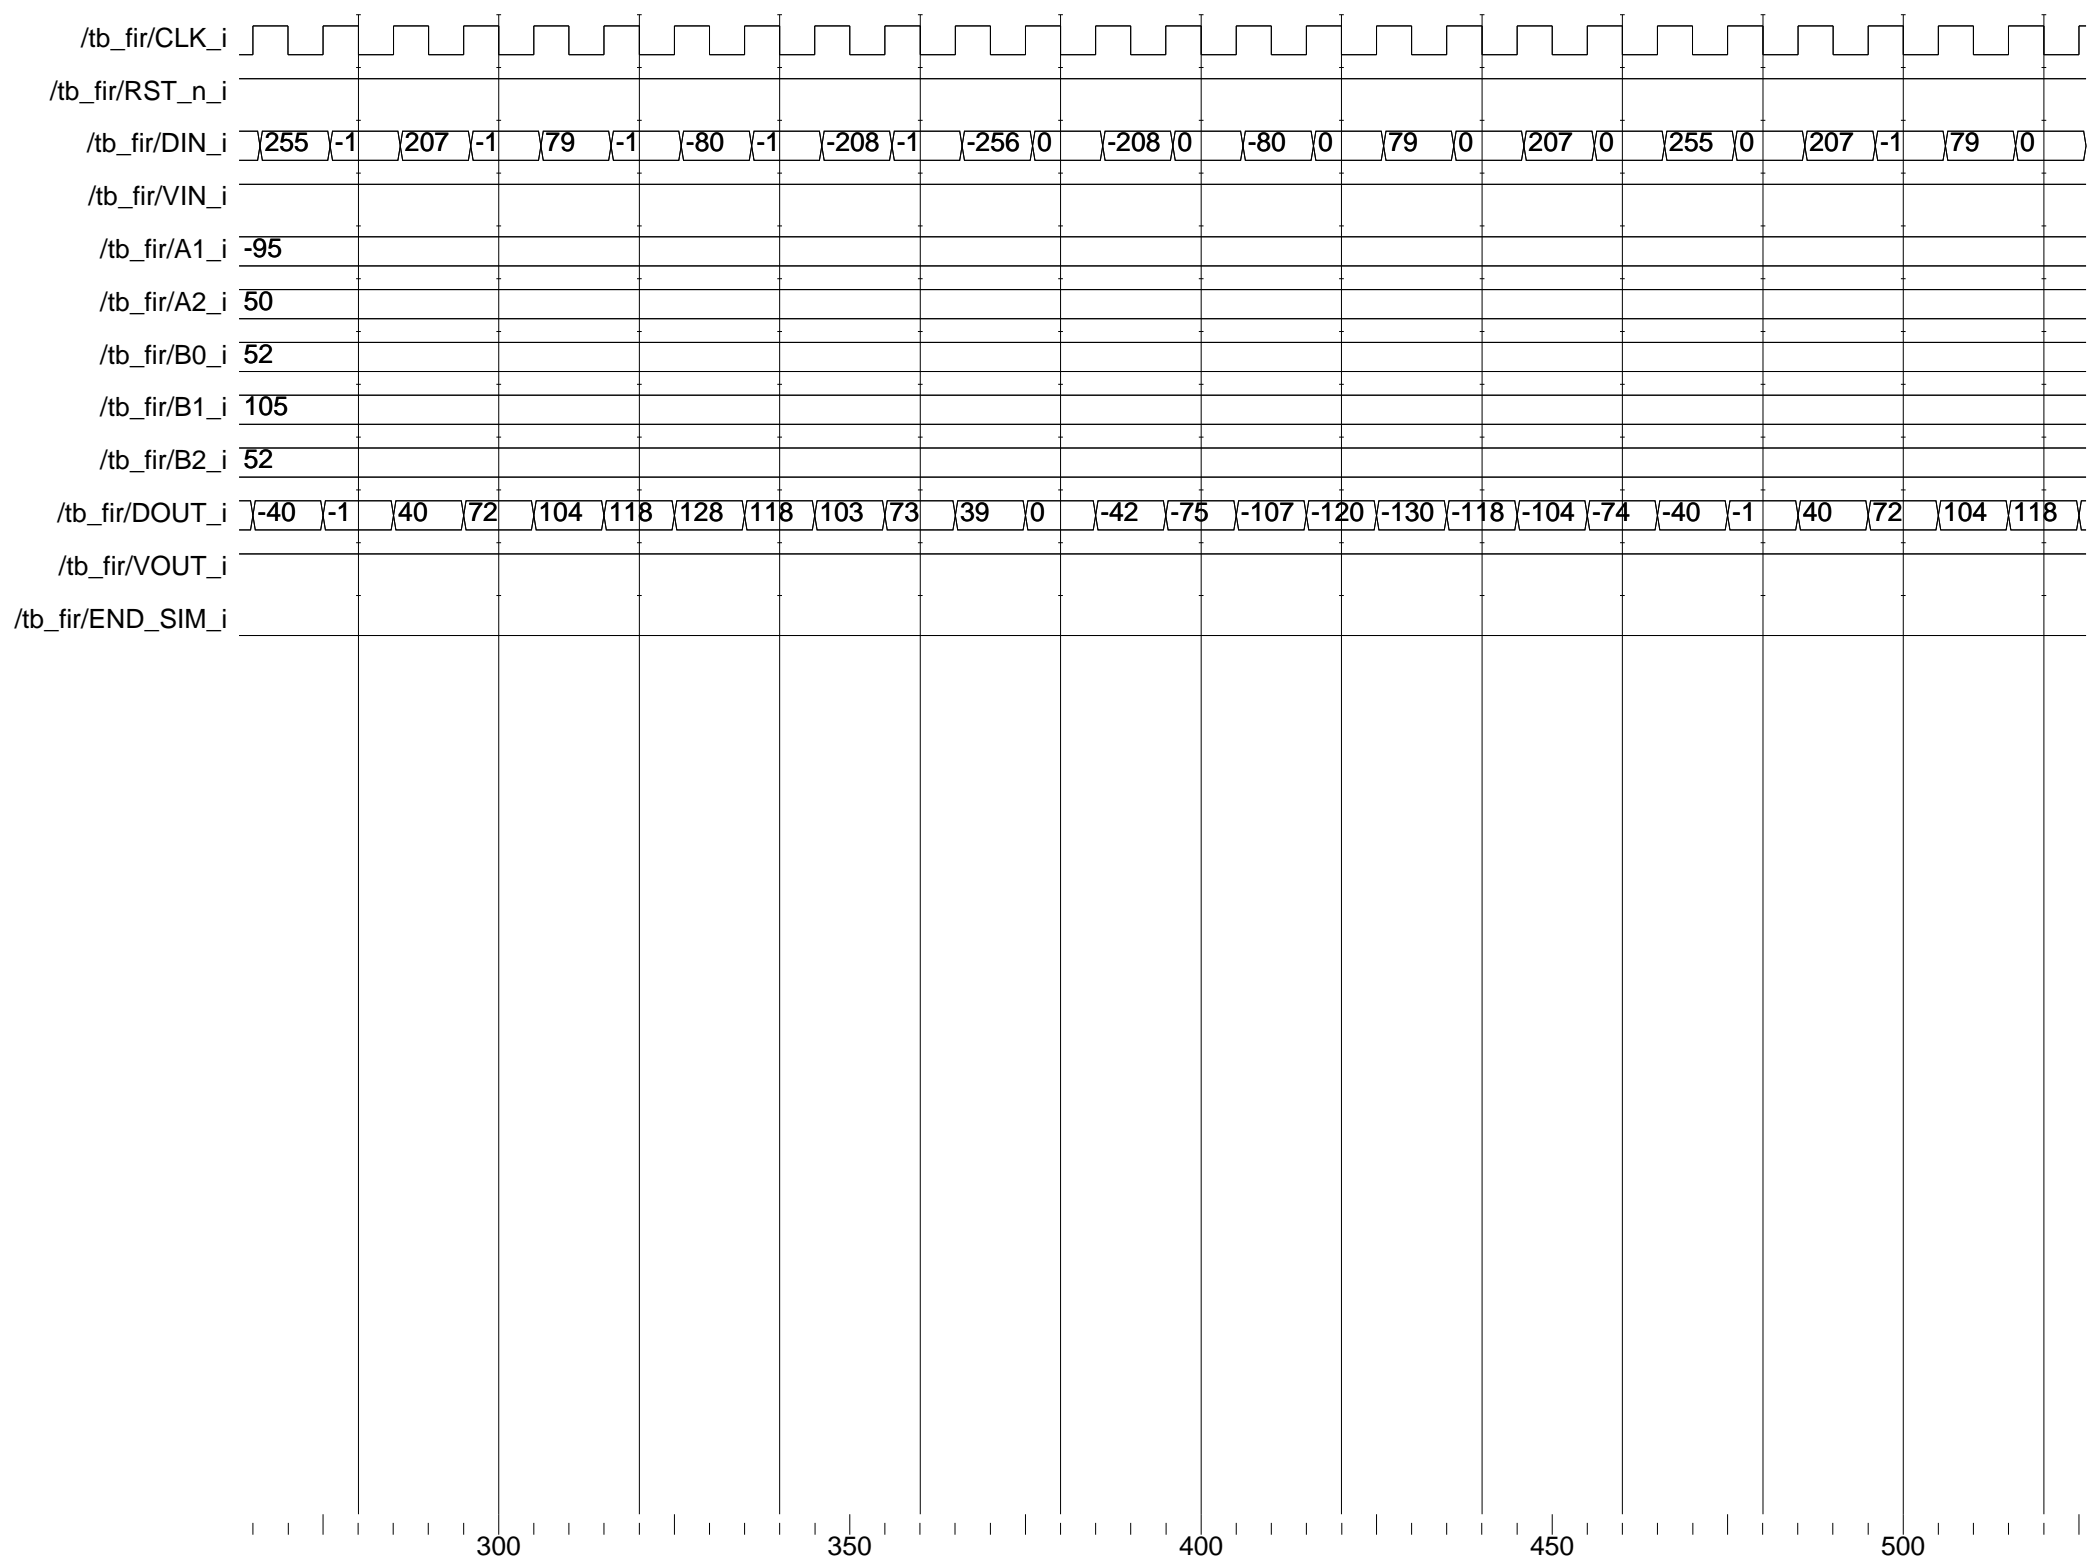 /tb_fir/CLK_i
/tb_fir/RST_n_i
/tb_fir/DIN_i 255 -1 207 -1 79 -1 -80 -1 -208 -1 -256 0 -208 0 -80 0 79 0 207 0 255 0 207 -1 79 0
/tb_fir/VIN_i
/tb_fir/A1_i -95
/tb_fir/A2_i 50
/tb_fir/B0_i 52
/tb_fir/B1_i 105
/tb_fir/B2_i 52
/tb_fir/DOUT_i -40 -1 40 72 104 118 128 118 103 73 39 0 -42 -75 -107 -120 -130 -118 -104 -74 -40 -1 40 72 104 118
/tb_fir/VOUT_i
/tb_fir/END_SIM_i
300 350 400 450 500